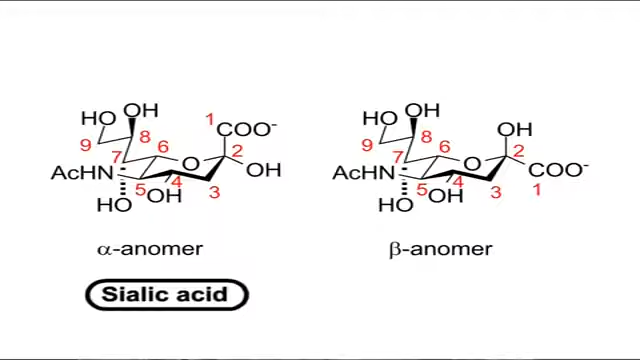 HO OH
1 COO-
9 8
7 6 O 2
AcHN 5 4 OH
HO OH 3
α-anomer
HO OH
OH
9 8
7 6 O 2
AcHN 5 4 COO-
HO OH 3 1
β-anomer
Sialic acid